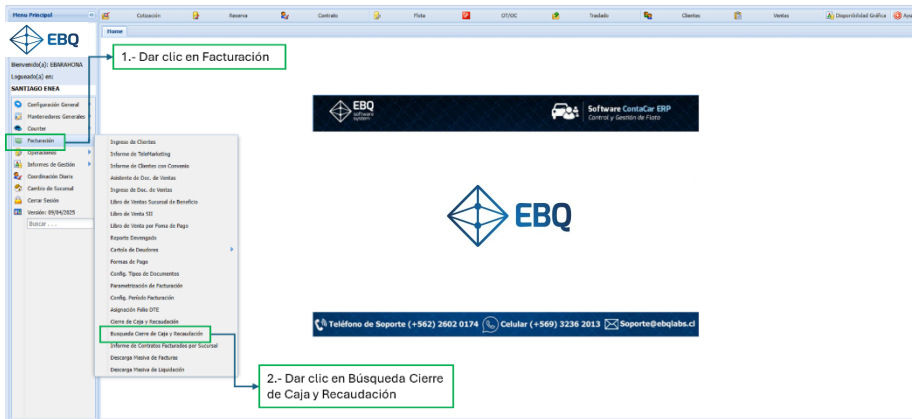 Menu Principal
Cotización
Reserva
Contrato
Flota
OT/OC
Traslado
Clientes
Ventas
Disponibilidad Gráfica
Home
EBQ
Bienvenido(a): EBARAHONA
Logueado(a) en:
SANTIAGO ENEA
Configuración General
Mantenedores Generales
Counter
Facturación
Operaciones
Informes de Gestión
Coordinación Diaria
Cambio de Sucursal
Cerrar Sesión
Versión: 09/04/2025
Buscar . . .
1.- Dar clic en Facturación
Ingreso de Clientes
Informe de TeleMarketing
Informe de Clientes con Convenio
Asistente de Doc. de Ventas
Ingreso de Doc. de Ventas
Libro de Ventas Sucursal de Beneficio
Libro de Venta SII
Libro de Venta por Forma de Pago
Reporte Devengado
Cartola de Deudores
Formas de Pago
Config. Tipos de Documentos
Parametrización de Facturación
Config. Período Facturación
Asignación Folio DTE
Cierre de Caja y Recaudación
Busqueda Cierre de Caja y Recaudación
Informe de Contratos Facturados por Sucursal
Descarga Masiva de Facturas
Descarga Masiva de Liquidación
2.- Dar clic en Búsqueda Cierre
de Caja y Recaudación
EBQ
software
system
Software ContaCar ERP
Control y Gestión de Flota
EBQ
Teléfono de Soporte (+562) 2602 0174
Celular (+569) 3236 2013
Soporte@ebqlabs.cl